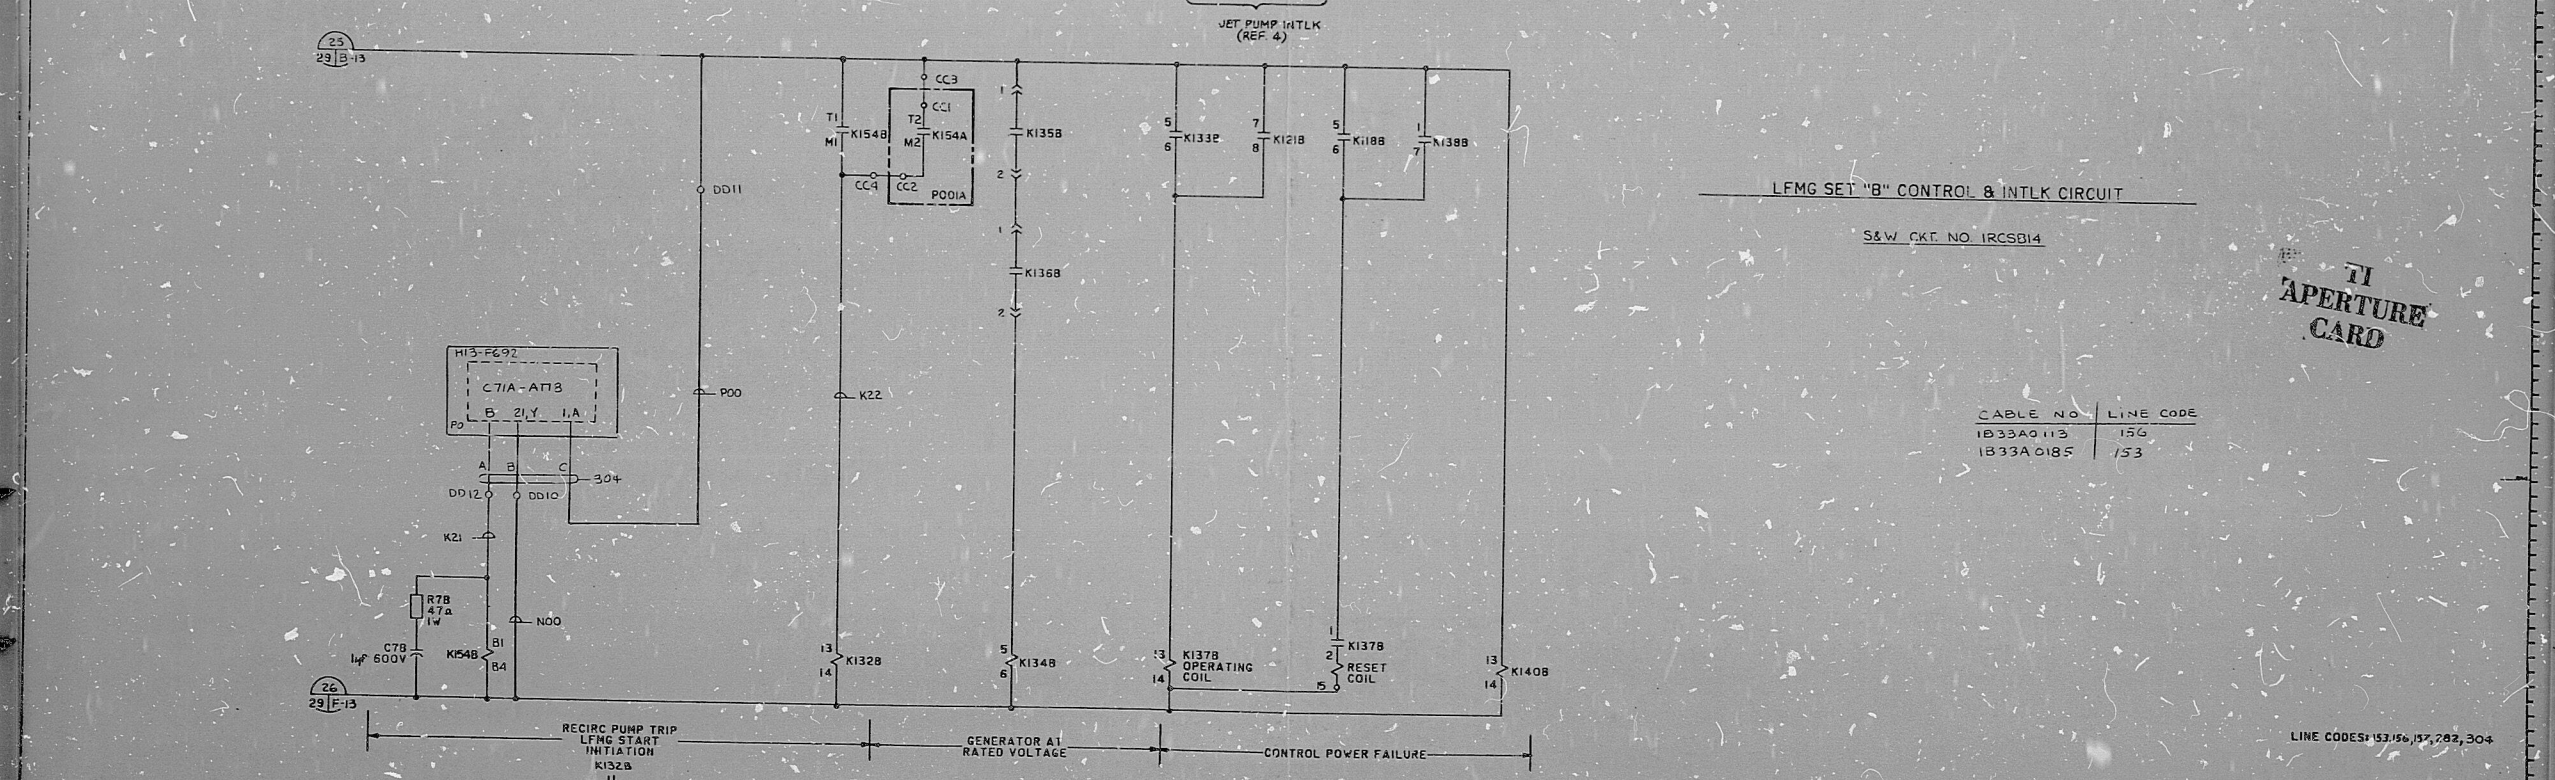 JET PUMP INTLK
(REF. 4)
25
29 B-13
CC3
CC1
T1
K154B
M1
T2
K154A
M2
CC4
CC2
P001A
1
K135B
2
1
K136B
2
5
K133B
6
7
K121B
8
5
K118B
6
1
K138B
7
DD11
LFMG SET "B" CONTROL & INTLK CIRCUIT
S&W CKT. NO. 1RCSB14
TI
APERTURE
CARD
H13-P692
C71A-A113
B 21,Y 1,A
P0
P00
K22
CABLE NO LINE CODE
1B33A0113 156
1B33A0185 153
A B C
304
DD12
DD10
K21
R7B
47Ω
1W
N00
C7B
1μf 600V
K154B
B1
B4
13
K132B
14
5
K134B
6
13
K137B
OPERATING
COIL
14
1
K137B
2
RESET
COIL
15
13
K140B
14
26
29 F-13
RECIRC PUMP TRIP
LFMG START
INITIATION
K132B
GENERATOR AT
RATED VOLTAGE
CONTROL POWER FAILURE
LINE CODES: 153,156,157,282,304